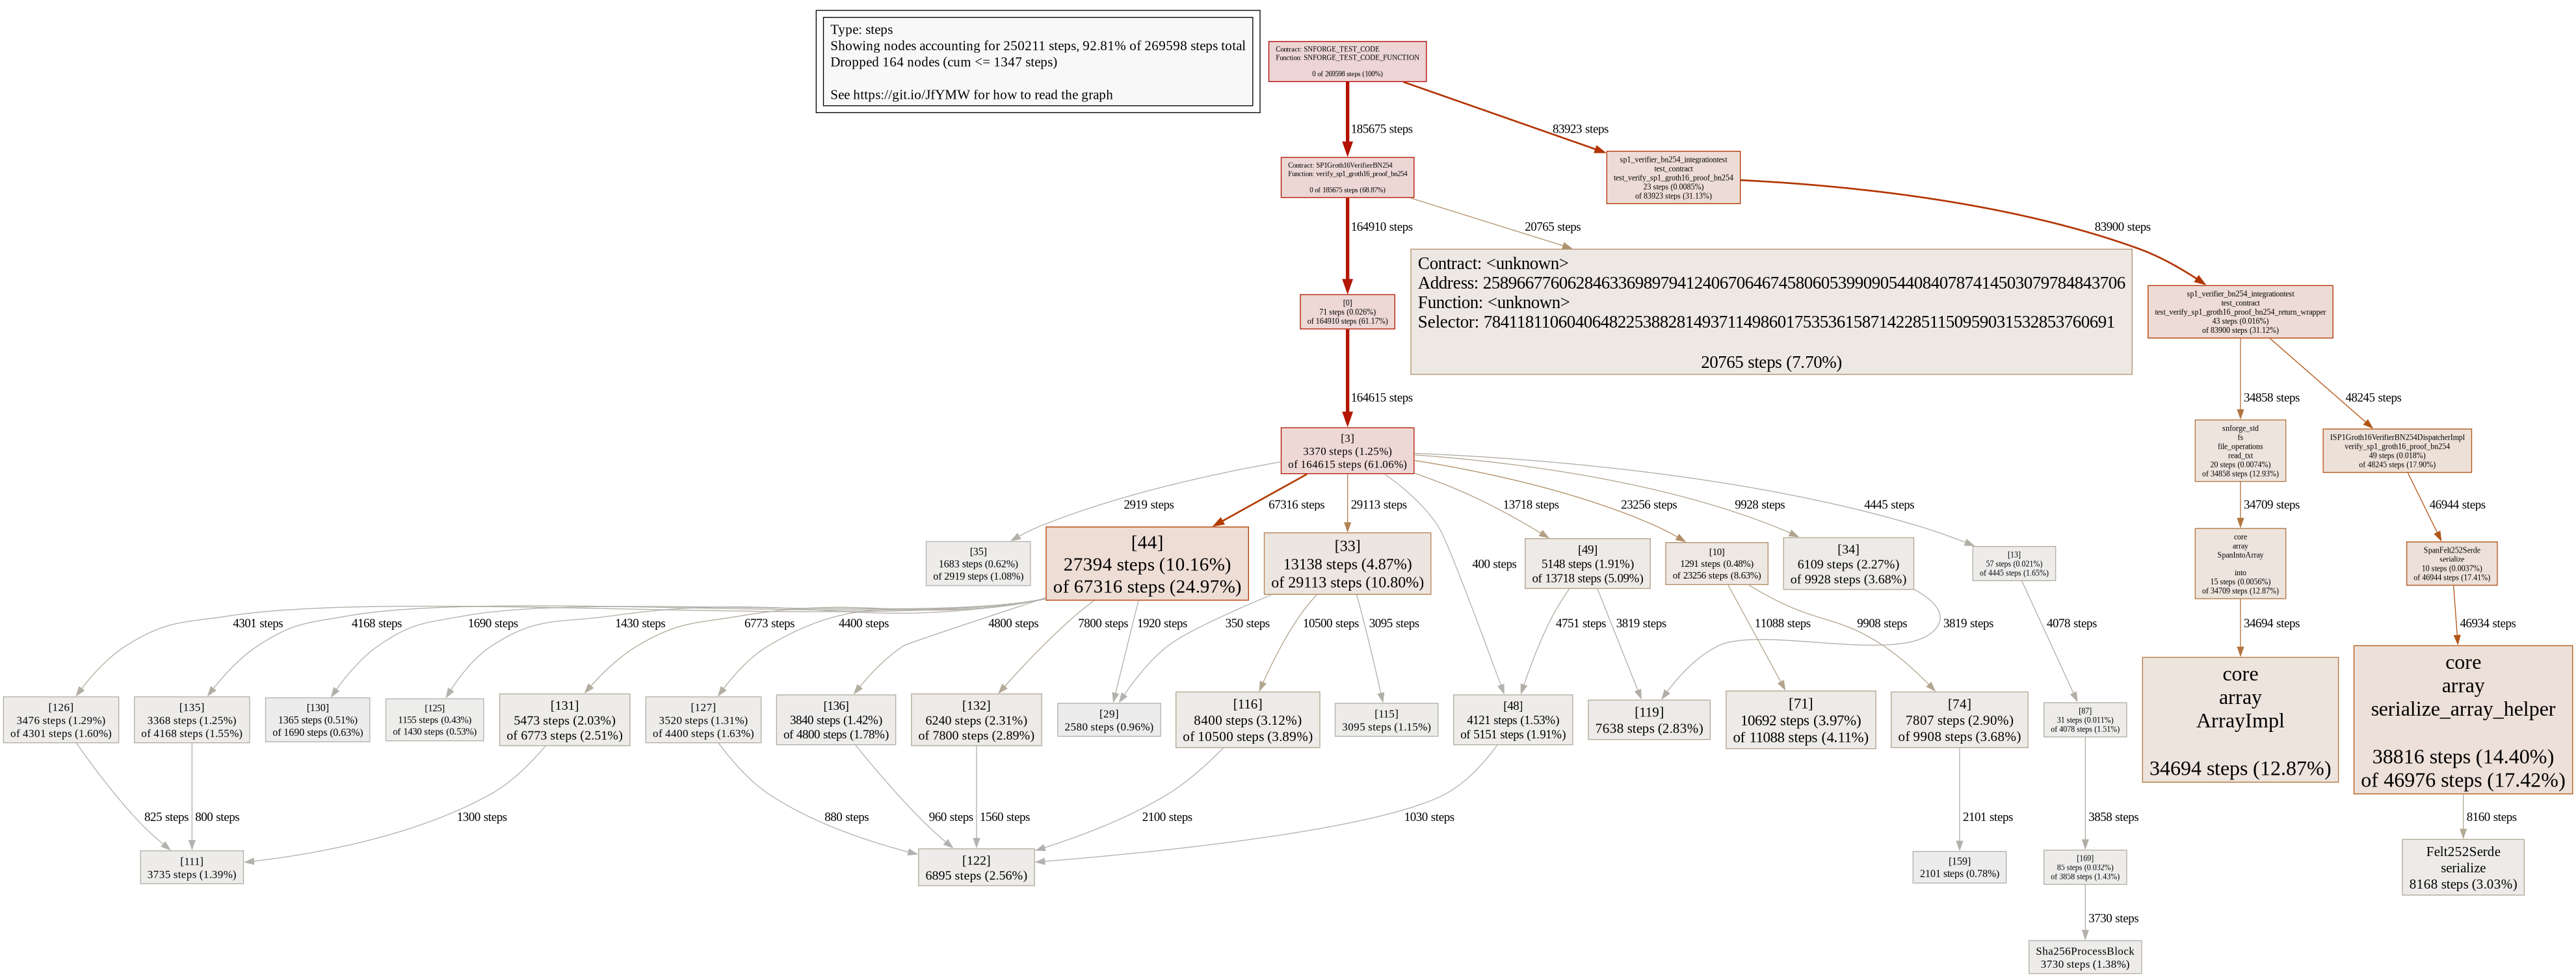 Type: steps
Showing nodes accounting for 250211 steps, 92.81% of 269598 steps total
Dropped 164 nodes (cum <= 1347 steps)
See https://git.io/JfYMW for how to read the graph
Contract: SNFORGE_TEST_CODE
Function: SNFORGE_TEST_CODE_FUNCTION
0 of 269598 steps (100%)
185675 steps
83923 steps
Contract: SP1Groth16VerifierBN254
Function: verify_sp1_groth16_proof_bn254
0 of 185675 steps (68.87%)
sp1_verifier_bn254_integrationtest
test_contract
test_verify_sp1_groth16_proof_bn254
23 steps (0.0085%)
of 83923 steps (31.13%)
164910 steps
20765 steps
83900 steps
[0]
71 steps (0.026%)
of 164910 steps (61.17%)
Contract: <unknown>
Address: 2589667760628463369897941240670646745806053990905440840787414503079784843706
Function: <unknown>
Selector: 784118110604064822538828149371149860175353615871422851150959031532853760691
20765 steps (7.70%)
sp1_verifier_bn254_integrationtest
test_contract
test_verify_sp1_groth16_proof_bn254_return_wrapper
43 steps (0.016%)
of 83900 steps (31.12%)
164615 steps
34858 steps
48245 steps
[3]
3370 steps (1.25%)
of 164615 steps (61.06%)
snforge_std
fs
file_operations
read_txt
20 steps (0.0074%)
of 34858 steps (12.93%)
ISP1Groth16VerifierBN254DispatcherImpl
verify_sp1_groth16_proof_bn254
49 steps (0.018%)
of 48245 steps (17.90%)
2919 steps
67316 steps
29113 steps
400 steps
13718 steps
23256 steps
9928 steps
4445 steps
34709 steps
46944 steps
[35]
1683 steps (0.62%)
of 2919 steps (1.08%)
[44]
27394 steps (10.16%)
of 67316 steps (24.97%)
[33]
13138 steps (4.87%)
of 29113 steps (10.80%)
[49]
5148 steps (1.91%)
of 13718 steps (5.09%)
[10]
1291 steps (0.48%)
of 23256 steps (8.63%)
[34]
6109 steps (2.27%)
of 9928 steps (3.68%)
[13]
57 steps (0.021%)
of 4445 steps (1.65%)
core
array
SpanIntoArray
into
15 steps (0.0056%)
of 34709 steps (12.87%)
SpanFelt252Serde
serialize
10 steps (0.0037%)
of 46944 steps (17.41%)
4301 steps
4168 steps
1690 steps
1430 steps
6773 steps
4400 steps
4800 steps
7800 steps
1920 steps
350 steps
10500 steps
3095 steps
4751 steps
3819 steps
11088 steps
9908 steps
3819 steps
4078 steps
34694 steps
46934 steps
[126]
3476 steps (1.29%)
of 4301 steps (1.60%)
[135]
3368 steps (1.25%)
of 4168 steps (1.55%)
[130]
1365 steps (0.51%)
of 1690 steps (0.63%)
[125]
1155 steps (0.43%)
of 1430 steps (0.53%)
[131]
5473 steps (2.03%)
of 6773 steps (2.51%)
[127]
3520 steps (1.31%)
of 4400 steps (1.63%)
[136]
3840 steps (1.42%)
of 4800 steps (1.78%)
[132]
6240 steps (2.31%)
of 7800 steps (2.89%)
[29]
2580 steps (0.96%)
[116]
8400 steps (3.12%)
of 10500 steps (3.89%)
[115]
3095 steps (1.15%)
[48]
4121 steps (1.53%)
of 5151 steps (1.91%)
[119]
7638 steps (2.83%)
[71]
10692 steps (3.97%)
of 11088 steps (4.11%)
[74]
7807 steps (2.90%)
of 9908 steps (3.68%)
[87]
31 steps (0.011%)
of 4078 steps (1.51%)
core
array
ArrayImpl
34694 steps (12.87%)
core
array
serialize_array_helper
38816 steps (14.40%)
of 46976 steps (17.42%)
825 steps
800 steps
1300 steps
880 steps
960 steps
1560 steps
2100 steps
1030 steps
2101 steps
3858 steps
8160 steps
[111]
3735 steps (1.39%)
[122]
6895 steps (2.56%)
[159]
2101 steps (0.78%)
[169]
85 steps (0.032%)
of 3858 steps (1.43%)
Felt252Serde
serialize
8168 steps (3.03%)
3730 steps
Sha256ProcessBlock
3730 steps (1.38%)